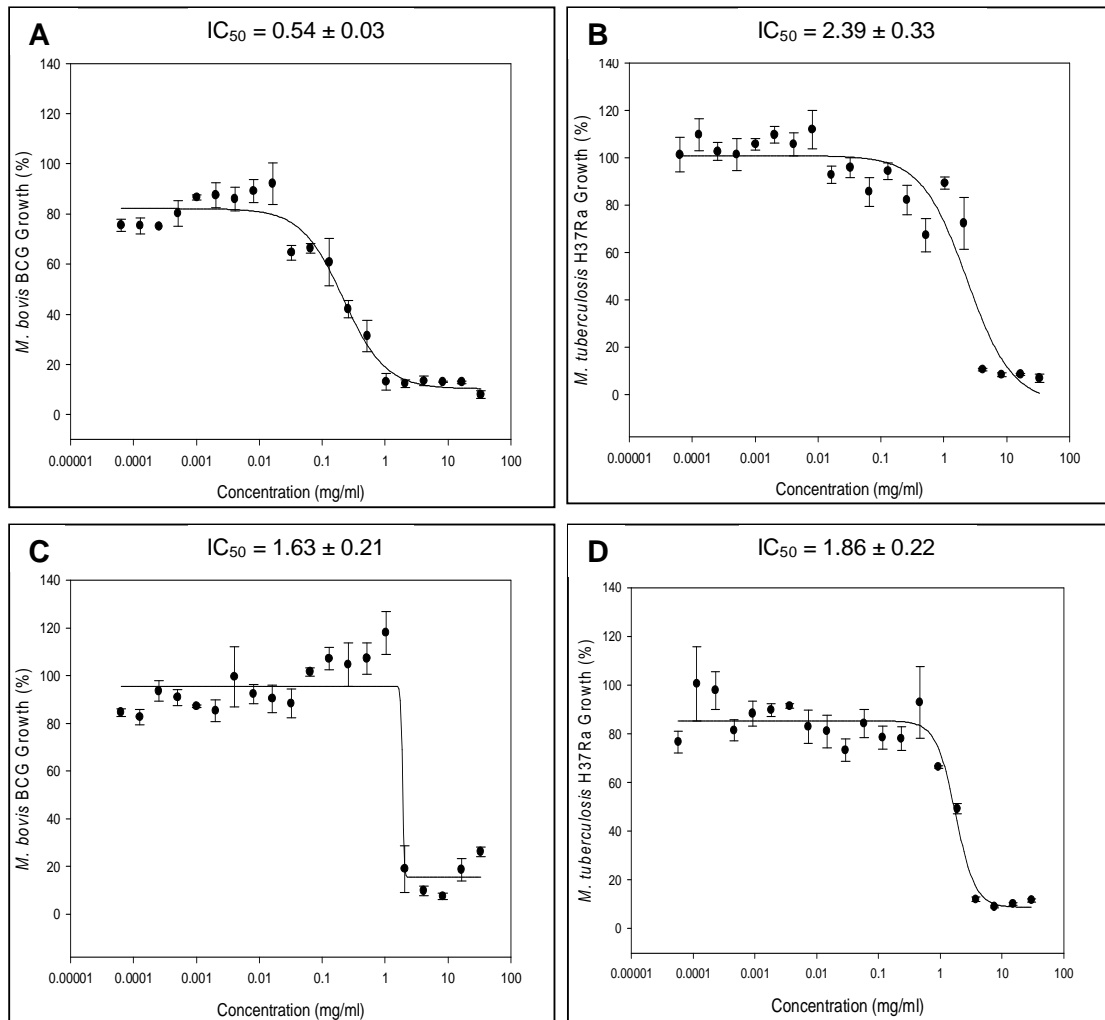 A
IC50 = 0.54 ± 0.03
M. bovis BCG Growth (%)
140
120
100
80
60
40
20
0
0.00001 0.0001 0.001 0.01 0.1 1 10 100
Concentration (mg/ml)
B
IC50 = 2.39 ± 0.33
M. tuberculosis H37Ra Growth (%)
140
120
100
80
60
40
20
0
0.00001 0.0001 0.001 0.01 0.1 1 10 100
Concentration (mg/ml)
C
IC50 = 1.63 ± 0.21
M. bovis BCG Growth (%)
140
120
100
80
60
40
20
0
0.00001 0.0001 0.001 0.01 0.1 1 10 100
Concentration (mg/ml)
D
IC50 = 1.86 ± 0.22
M. tuberculosis H37Ra Growth (%)
140
120
100
80
60
40
20
0
0.00001 0.0001 0.001 0.01 0.1 1 10 100
Concentration (mg/ml)